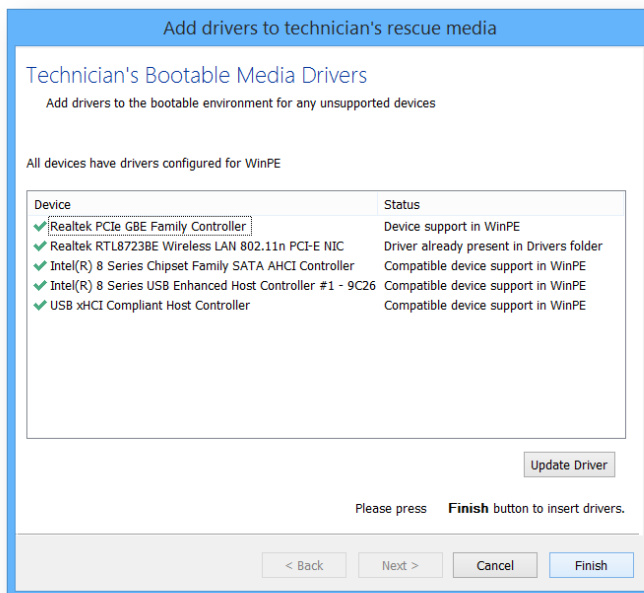 Add drivers to technician's rescue media
Technician's Bootable Media Drivers
Add drivers to the bootable environment for any unsupported devices
All devices have drivers configured for WinPE
Device Status
Realtek PCIe GBE Family Controller Device support in WinPE
Realtek RTL8723BE Wireless LAN 802.11n PCI-E NIC Driver already present in Drivers folder
Intel(R) 8 Series Chipset Family SATA AHCI Controller Compatible device support in WinPE
Intel(R) 8 Series USB Enhanced Host Controller #1 - 9C26 Compatible device support in WinPE
USB xHCI Compliant Host Controller Compatible device support in WinPE
Update Driver
Please press Finish button to insert drivers.
< Back Next > Cancel Finish